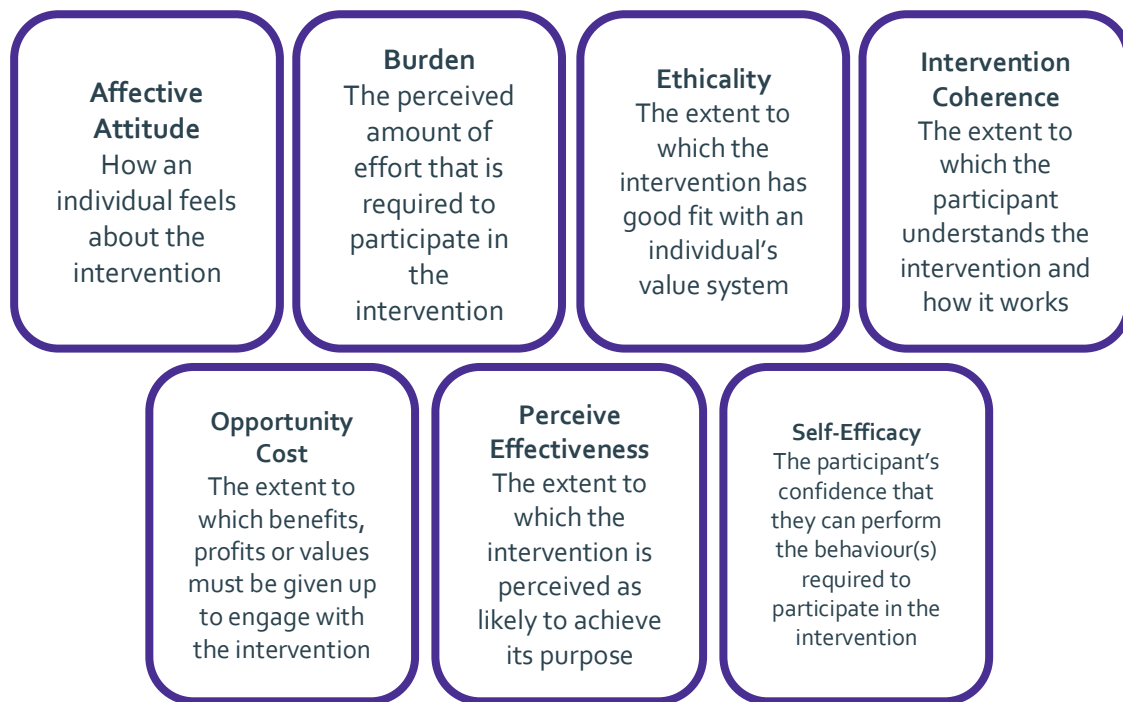 Affective
Attitude
How an
individual feels
about the
intervention
Burden
The perceived
amount of
effort that is
required to
participate in
the
intervention
Ethicality
The extent to
which the
intervention has
good fit with an
individual's
value system
Intervention
Coherence
The extent to
which the
participant
understands the
intervention and
how it works
Opportunity
Cost
The extent to
which benefits,
profits or values
must be given up
to engage with
the intervention
Perceive
Effectiveness
The extent to
which the
intervention is
perceived as
likely to achieve
its purpose
Self-Efficacy
The participant's
confidence that
they can perform
the behaviour(s)
required to
participate in the
intervention